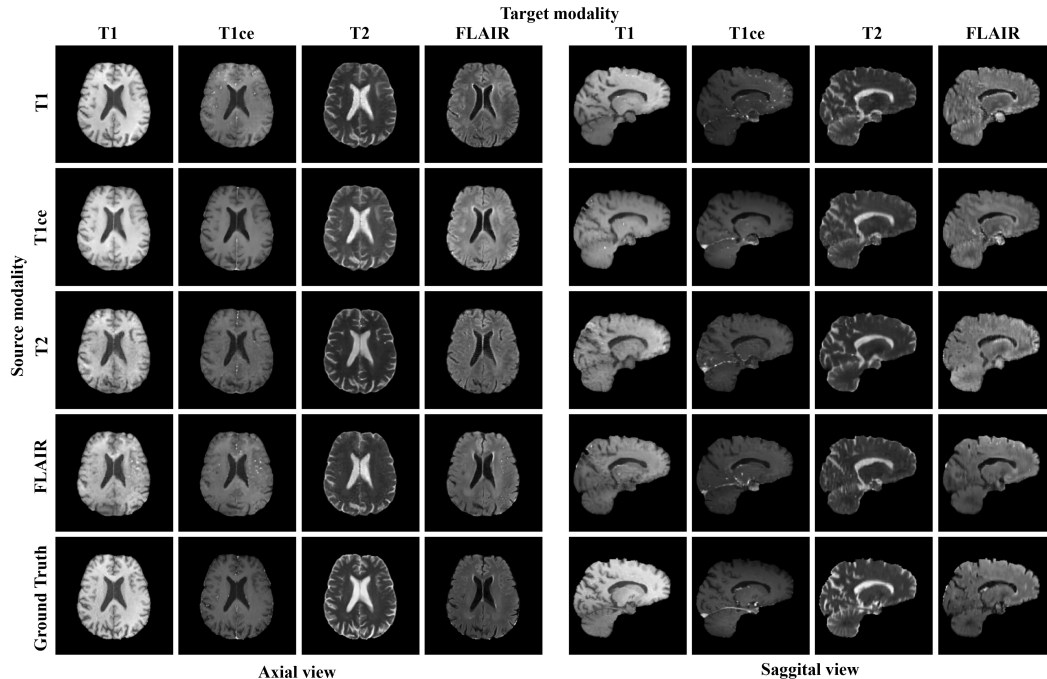 Target modality
T1 T1ce T2 FLAIR T1 T1ce T2 FLAIR
Source modality
T1
T1ce
T2
FLAIR
Ground Truth
Axial view Saggital view